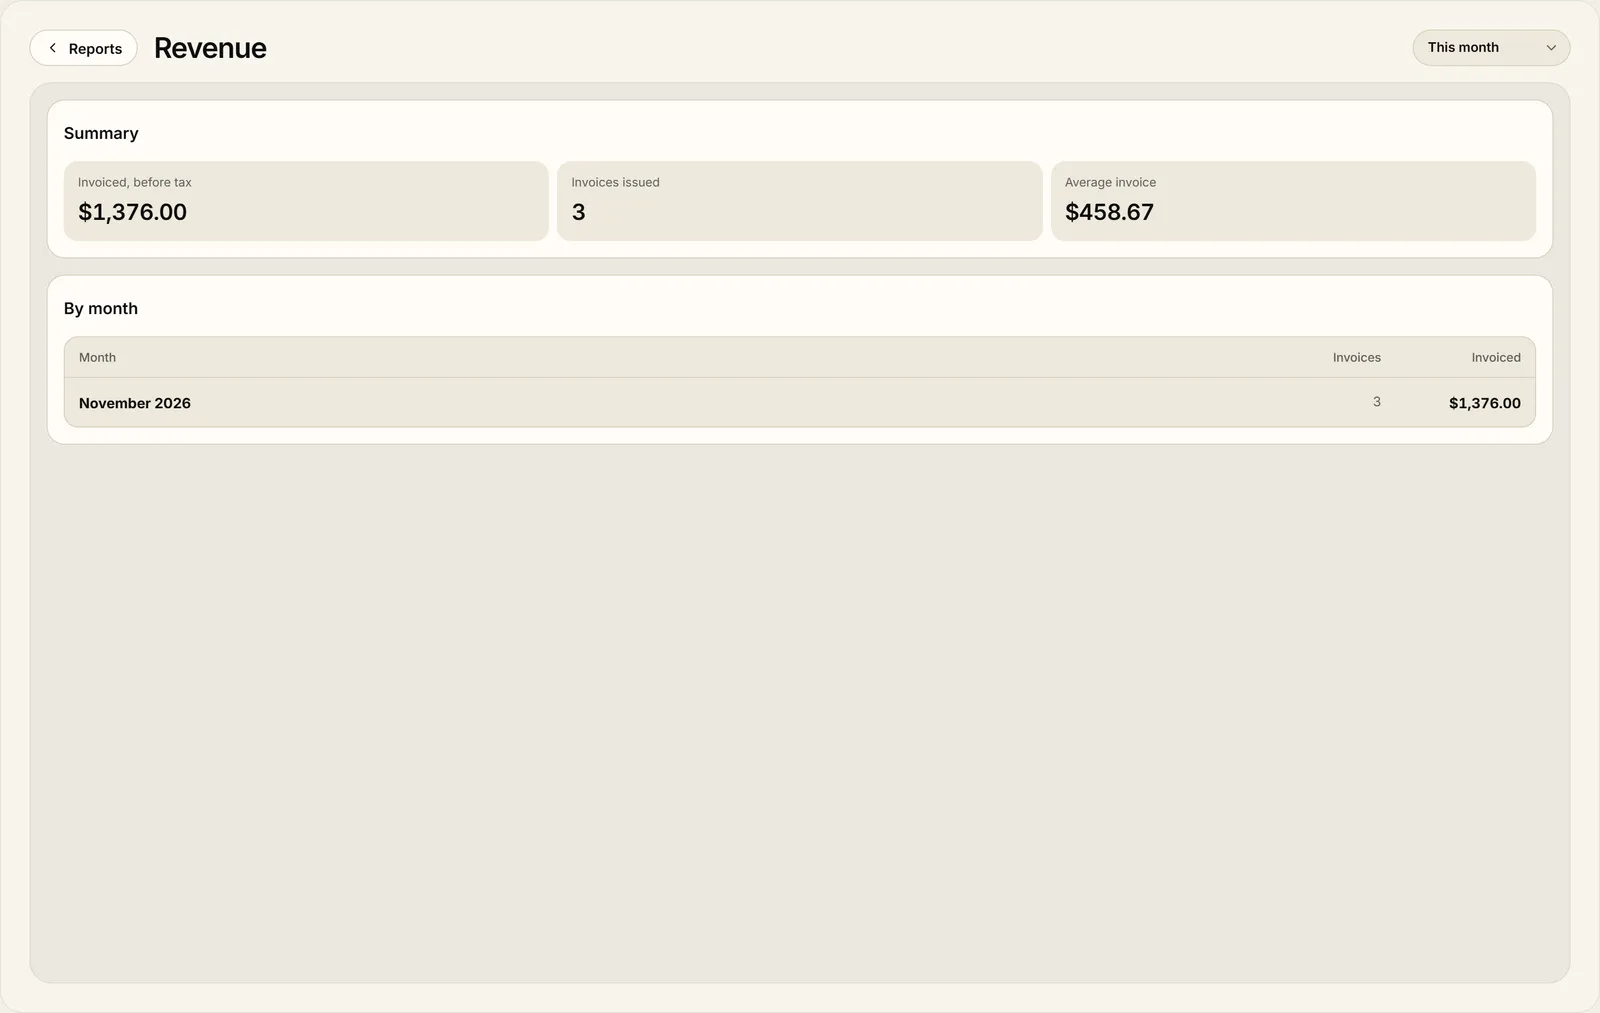 Reports
Revenue
This month
Summary
Invoiced, before tax
$1,376.00
Invoices issued
3
Average invoice
$458.67
By month
Month Invoices Invoiced
November 2026 3 $1,376.00